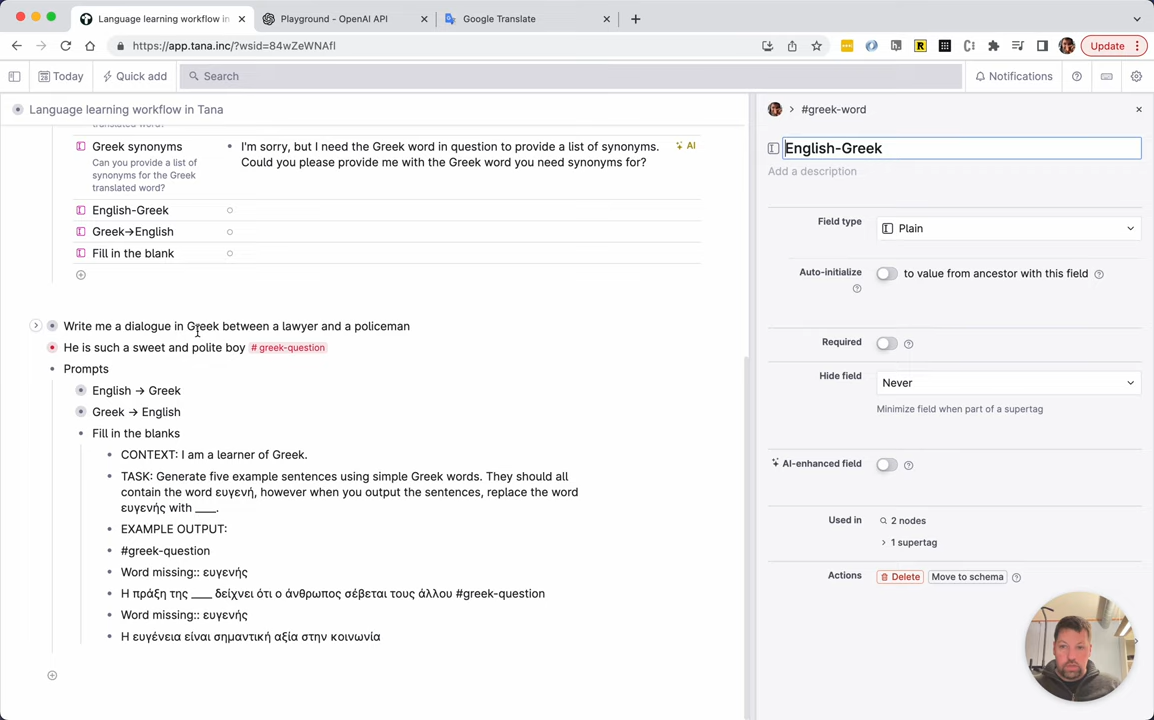 Language learning workflow in
Playground - OpenAI API
Google Translate
https://app.tana.inc/?wsid=84wZeWNAfl
Update
Today
Quick add
Search
Notifications
Language learning workflow in Tana
translated word?
Greek synonyms
Can you provide a list of
synonyms for the Greek
translated word?
I'm sorry, but I need the Greek word in question to provide a list of synonyms.
Could you please provide me with the Greek word you need synonyms for?
AI
English-Greek
Greek→English
Fill in the blank
Write me a dialogue in Greek between a lawyer and a policeman
He is such a sweet and polite boy # greek-question
Prompts
English → Greek
Greek → English
Fill in the blanks
CONTEXT: I am a learner of Greek.
TASK: Generate five example sentences using simple Greek words. They should all
contain the word ευγενή, however when you output the sentences, replace the word
ευγενής with ____.
EXAMPLE OUTPUT:
#greek-question
Word missing:: ευγενής
Η πράξη της ____ δείχνει ότι ο άνθρωπος σέβεται τους άλλου #greek-question
Word missing:: ευγενής
Η ευγένεια είναι σημαντική αξία στην κοινωνία
> #greek-word
English-Greek
Add a description
Field type
Plain
Auto-initialize
to value from ancestor with this field
Required
Hide field
Never
Minimize field when part of a supertag
AI-enhanced field
Used in
2 nodes
> 1 supertag
Actions
Delete
Move to schema